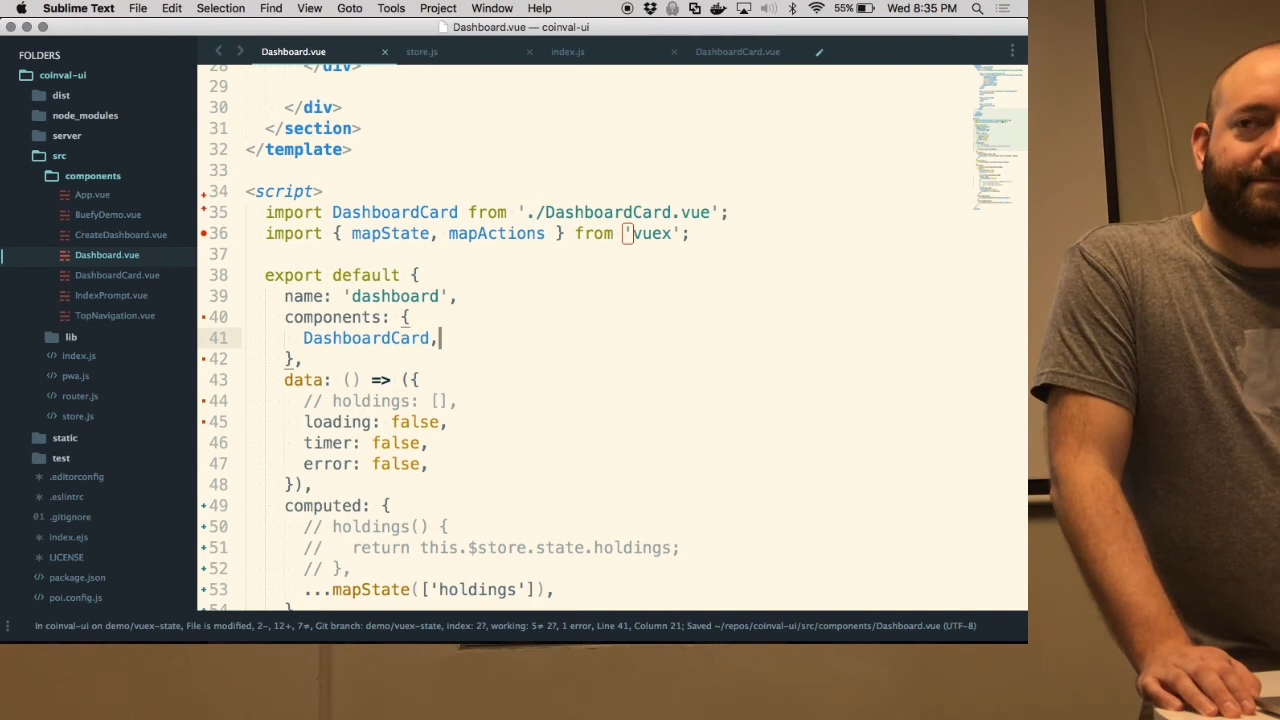 Sublime Text File Edit Selection Find View Goto Tools Project Window Help 55% Wed 8:35 PM
Dashboard.vue — coinval-ui
FOLDERS
coinval-ui
dist
node_modules
server
src
components
App.vue
BuefyDemo.vue
CreateDashboard.vue
Dashboard.vue
DashboardCard.vue
IndexPrompt.vue
TopNavigation.vue
lib
index.js
pwa.js
router.js
store.js
static
test
.editorconfig
.eslintrc
.gitignore
index.ejs
LICENSE
package.json
poi.config.js
Dashboard.vue × store.js × index.js × DashboardCard.vue
28 </div>
29
30 </div>
31 </section>
32 </template>
33
34 <script>
35 import DashboardCard from './DashboardCard.vue';
36 import { mapState, mapActions } from 'vuex';
37
38 export default {
39 name: 'dashboard',
40 components: {
41 DashboardCard,
42 },
43 data: () => ({
44 // holdings: [],
45 loading: false,
46 timer: false,
47 error: false,
48 }),
49 computed: {
50 // holdings() {
51 // return this.$store.state.holdings;
52 // },
53 ...mapState(['holdings']),
54 }
In coinval-ui on demo/vuex-state, File is modified, 2-, 12+, 7≠, Git branch: demo/vuex-state, index: 2?, working: 5≠ 2?, 1 error, Line 41, Column 21; Saved ~/repos/coinval-ui/src/components/Dashboard.vue (UTF-8)